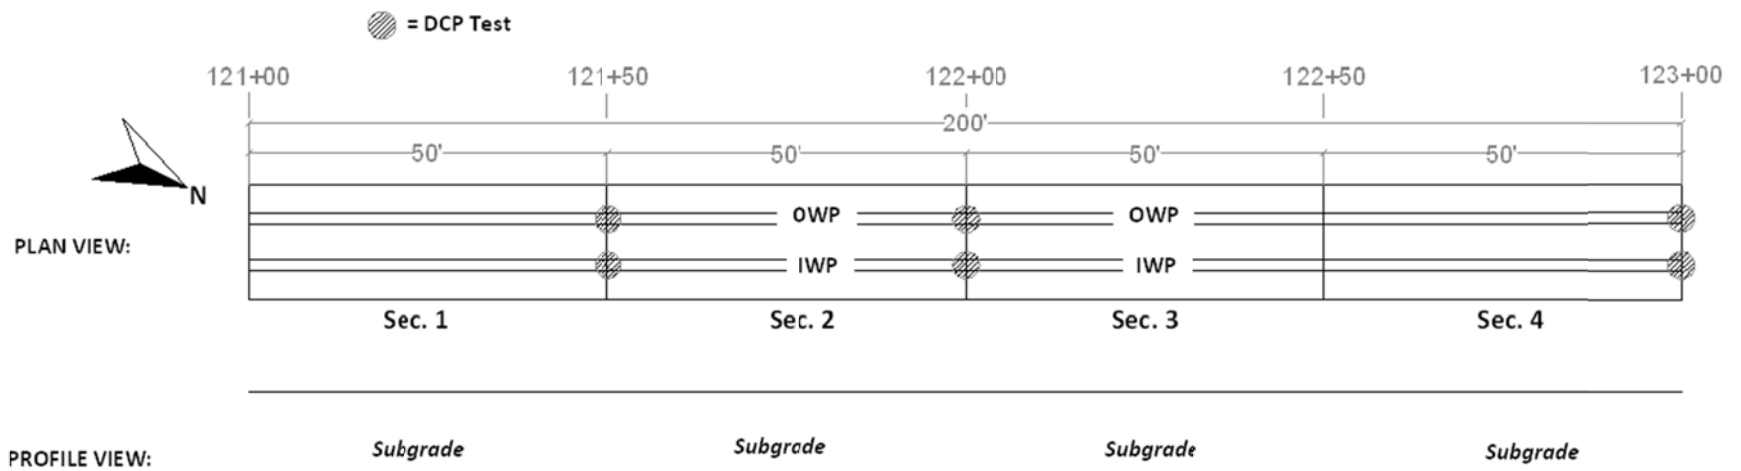 = DCP Test
121+00 121+50 122+00 122+50 123+00
200'
50' 50' 50' 50'
N
OWP OWP
PLAN VIEW:
IWP IWP
Sec. 1 Sec. 2 Sec. 3 Sec. 4
Subgrade Subgrade Subgrade Subgrade
PROFILE VIEW: